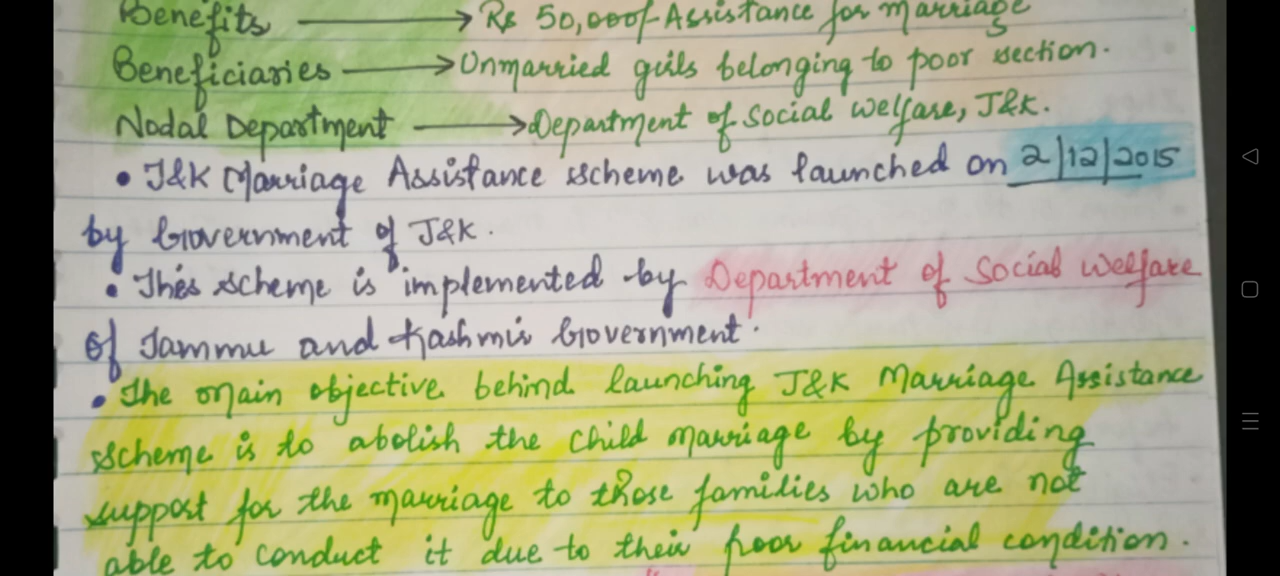 Benefits → Rs 50,000/- Assistance for marriage
Beneficiaries → Unmarried girls belonging to poor section.
Nodal Department → Department of Social Welfare, J&K.
• J&K Marriage Assistance scheme was launched on 2/12/2015
by Government of J&K.
• This scheme is implemented by Department of Social Welfare
of Jammu and Kashmir Government.
• The main objective behind launching J&K Marriage Assistance
scheme is to abolish the child marriage by providing
support for the marriage to those families who are not
able to conduct it due to their poor financial condition.